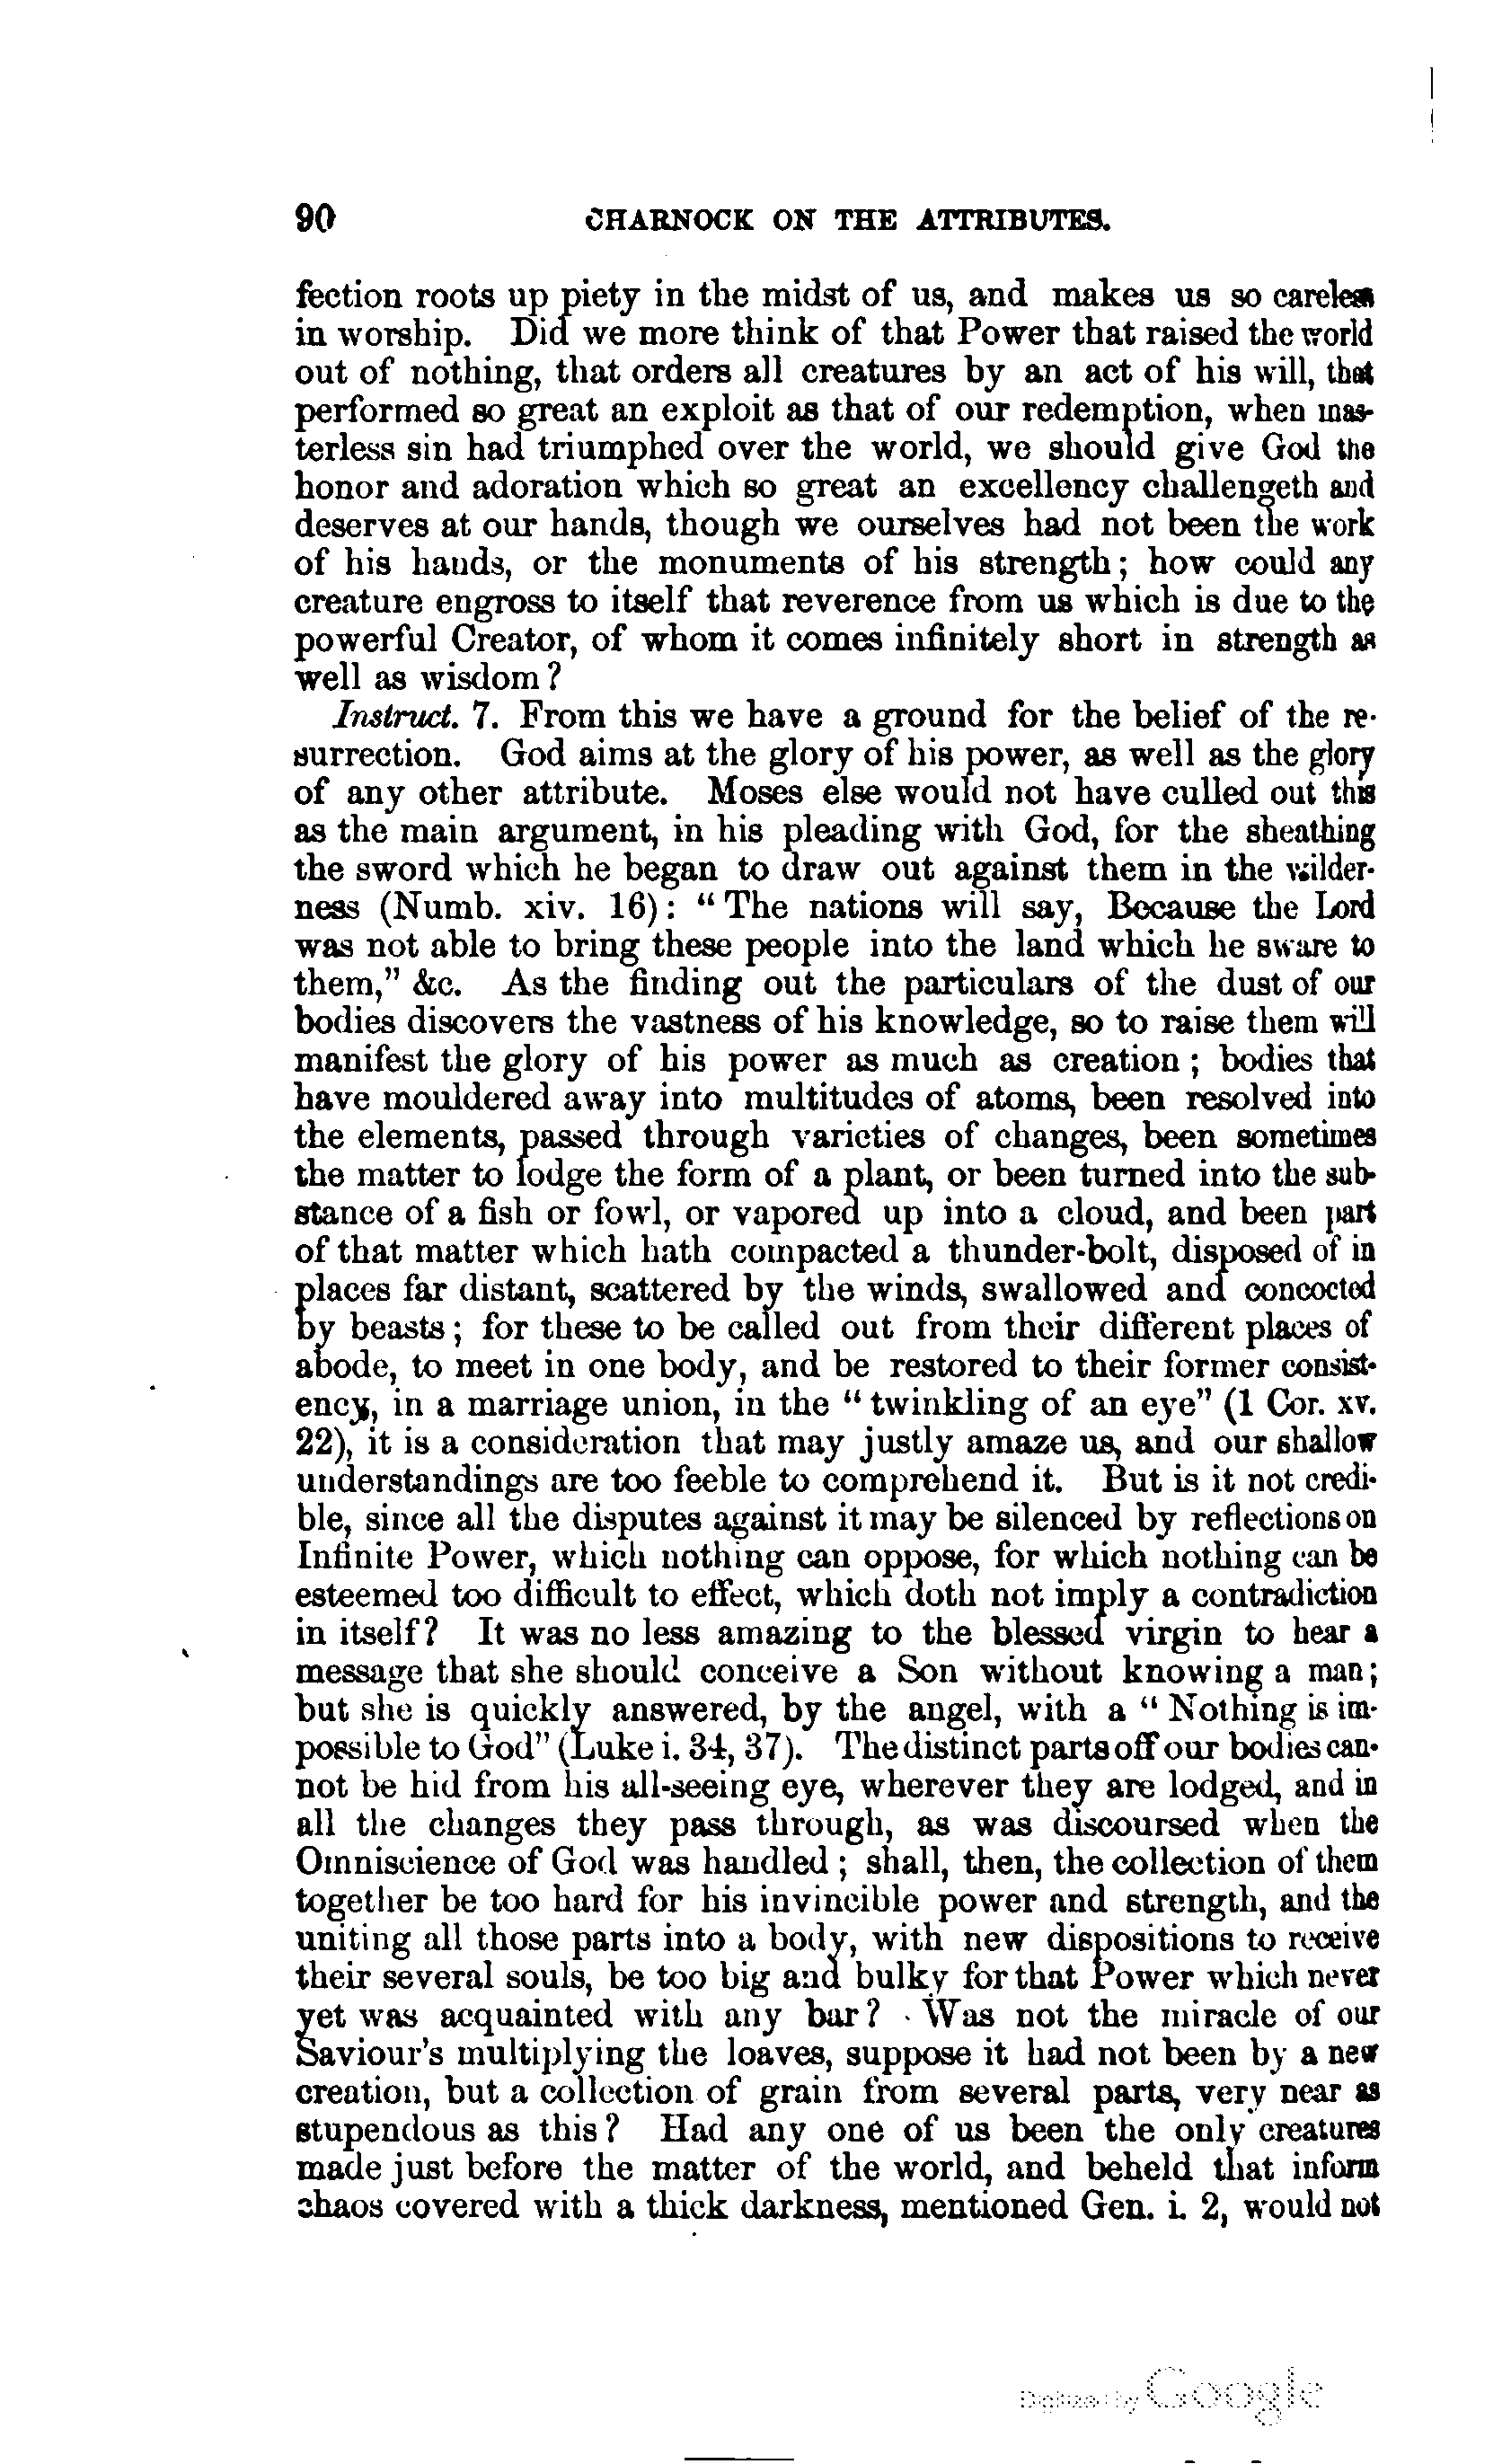 90 CHARNOCK ON THE ATTRIBUTES.
fection roots up piety in the midst of us, and makes us so careless
in worship. Did we more think of that Power that raised the world
out of nothing, that orders all creatures by an act of his will, that
performed so great an exploit as that of our redemption, when mas-
terless sin had triumphed over the world, we should give God the
honor and adoration which so great an excellency challengeth and
deserves at our hands, though we ourselves had not been the work
of his hands, or the monuments of his strength; how could any
creature engross to itself that reverence from us which is due to the
powerful Creator, of whom it comes infinitely short in strength as
well as wisdom?
Instruct. 7. From this we have a ground for the belief of the re-
surrection. God aims at the glory of his power, as well as the glory
of any other attribute. Moses else would not have culled out this
as the main argument, in his pleading with God, for the sheathing
the sword which he began to draw out against them in the wilder-
ness (Numb. xiv. 16): "The nations will say, Because the Lord
was not able to bring these people into the land which he sware to
them," &c. As the finding out the particulars of the dust of our
bodies discovers the vastness of his knowledge, so to raise them will
manifest the glory of his power as much as creation; bodies that
have mouldered away into multitudes of atoms, been resolved into
the elements, passed through varieties of changes, been sometimes
the matter to lodge the form of a plant, or been turned into the sub-
stance of a fish or fowl, or vapored up into a cloud, and been part
of that matter which hath compacted a thunder-bolt, disposed of in
places far distant, scattered by the winds, swallowed and concocted
by beasts; for these to be called out from their different places of
abode, to meet in one body, and be restored to their former consist-
ency, in a marriage union, in the "twinkling of an eye" (1 Cor. xv.
22), it is a consideration that may justly amaze us, and our shallow
understandings are too feeble to comprehend it. But is it not credi-
ble, since all the disputes against it may be silenced by reflections on
Infinite Power, which nothing can oppose, for which nothing can be
esteemed too difficult to effect, which doth not imply a contradiction
in itself? It was no less amazing to the blessed virgin to hear a
message that she should conceive a Son without knowing a man;
but she is quickly answered, by the angel, with a "Nothing is im-
possible to God" (Luke i. 34, 37). The distinct parts off our bodies can-
not be hid from his all-seeing eye, wherever they are lodged, and in
all the changes they pass through, as was discoursed when the
Omniscience of God was handled; shall, then, the collection of them
together be too hard for his invincible power and strength, and the
uniting all those parts into a body, with new dispositions to receive
their several souls, be too big and bulky for that Power which never
yet was acquainted with any bar? Was not the miracle of our
Saviour's multiplying the loaves, suppose it had not been by a new
creation, but a collection of grain from several parts, very near as
stupendous as this? Had any one of us been the only creatures
made just before the matter of the world, and beheld that inform
chaos covered with a thick darkness, mentioned Gen. i. 2, would not
Digitized by Google